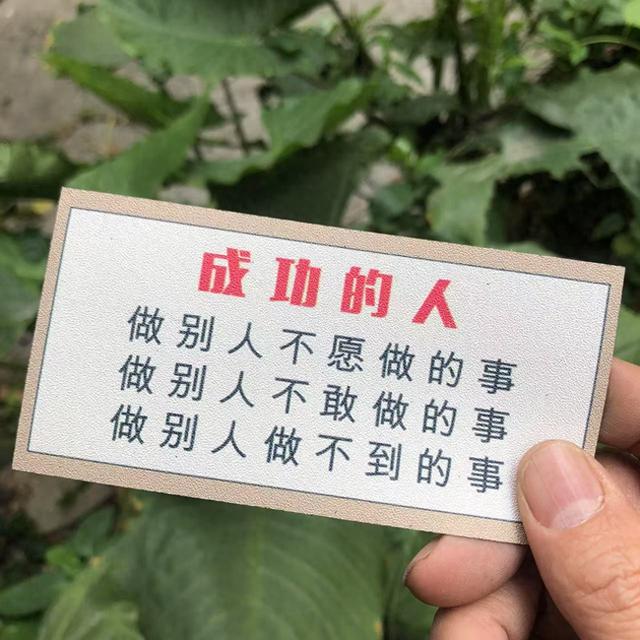 成功的人
做别人不愿做的事
做别人不敢做的事
做别人做不到的事